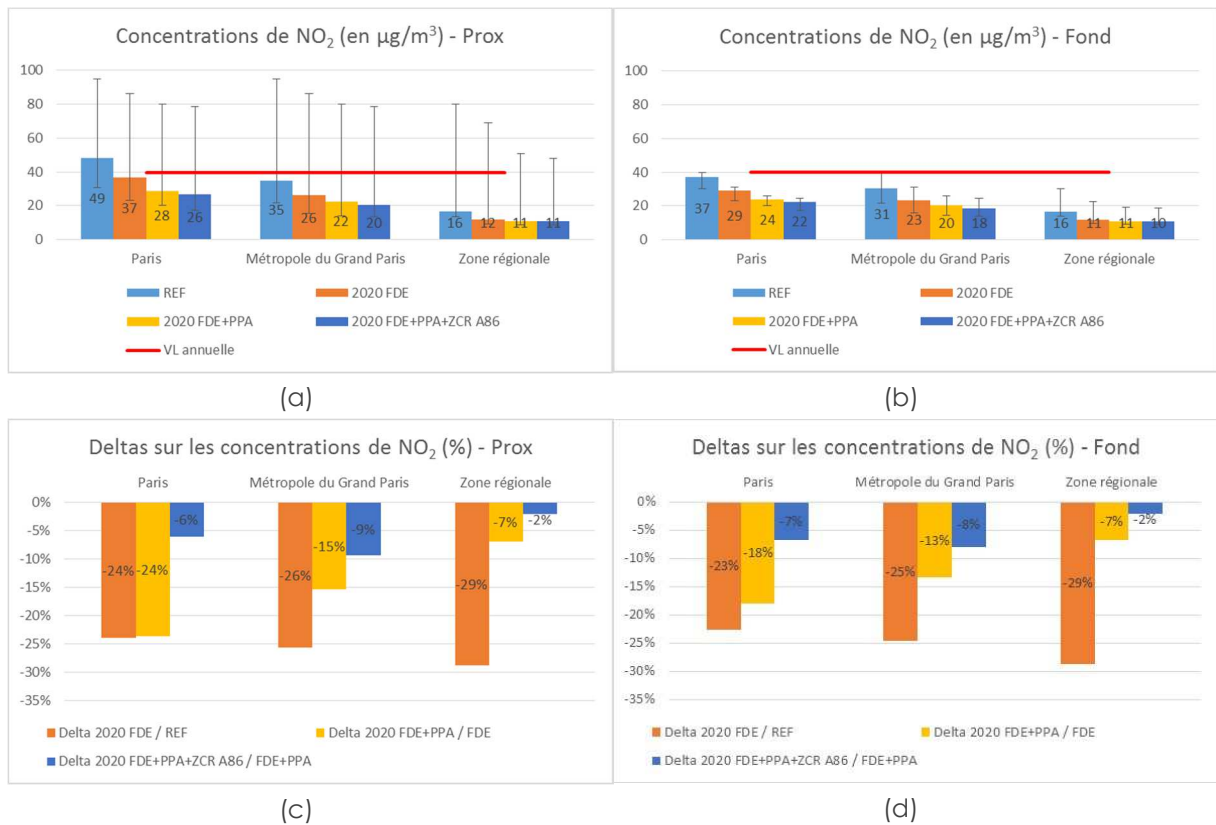 Concentrations de NO₂ (en µg/m³) - Prox
100
80
60
40
20
0
49
37
28
26
35
26
22
20
16
12
11
11
Paris
Métropole du Grand Paris
Zone régionale
REF
2020 FDE
2020 FDE+PPA
2020 FDE+PPA+ZCR A86
VL annuelle
(a)
Concentrations de NO₂ (en µg/m³) - Fond
100
80
60
40
20
0
37
29
24
22
31
23
20
18
16
11
11
10
Paris
Métropole du Grand Paris
Zone régionale
REF
2020 FDE
2020 FDE+PPA
2020 FDE+PPA+ZCR A86
VL annuelle
(b)
Deltas sur les concentrations de NO₂ (%) - Prox
Paris
Métropole du Grand Paris
Zone régionale
0%
-5%
-10%
-15%
-20%
-25%
-30%
-35%
-24%
-24%
-6%
-26%
-15%
-9%
-29%
-7%
-2%
Delta 2020 FDE / REF
Delta 2020 FDE+PPA / FDE
Delta 2020 FDE+PPA+ZCR A86 / FDE+PPA
(c)
Deltas sur les concentrations de NO₂ (%) - Fond
Paris
Métropole du Grand Paris
Zone régionale
0%
-5%
-10%
-15%
-20%
-25%
-30%
-35%
-23%
-18%
-7%
-25%
-13%
-8%
-29%
-7%
-2%
Delta 2020 FDE / REF
Delta 2020 FDE+PPA / FDE
Delta 2020 FDE+PPA+ZCR A86 / FDE+PPA
(d)